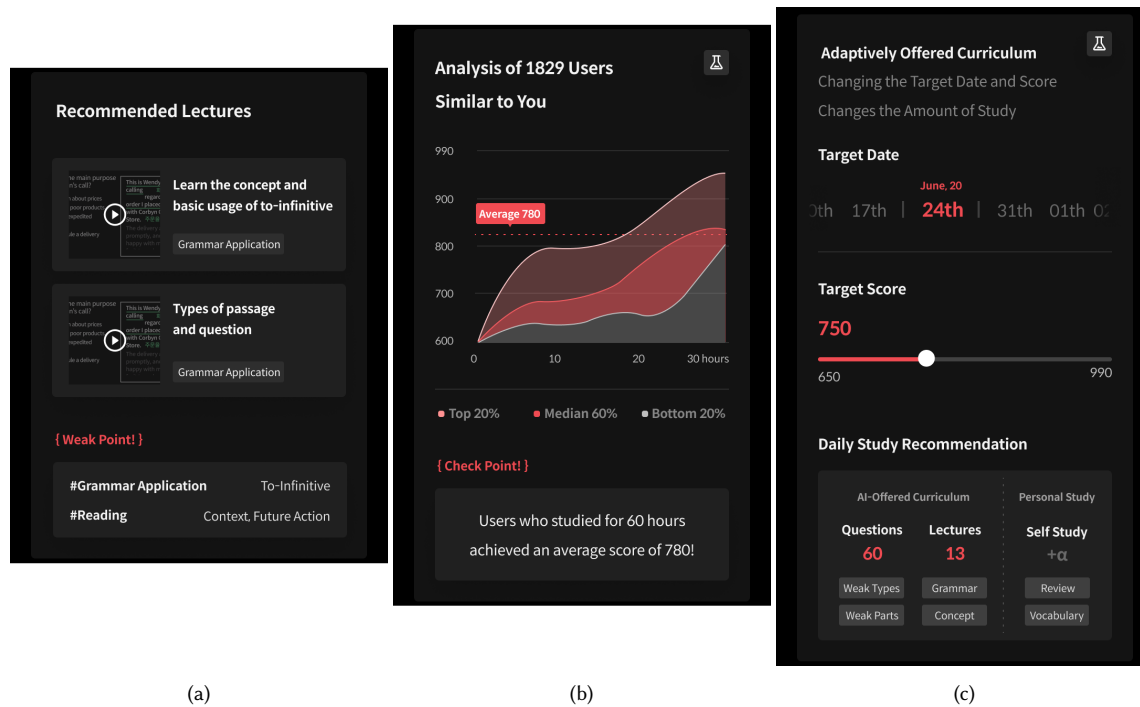 Recommended Lectures
Learn the concept and
basic usage of to-infinitive
Grammar Application
Types of passage
and question
Grammar Application
{ Weak Point! }
#Grammar Application To-Infinitive
#Reading Context, Future Action
(a)
Analysis of 1829 Users
Similar to You
990
900
Average 780
800
700
600
0 10 20 30 hours
Top 20% Median 60% Bottom 20%
{ Check Point! }
Users who studied for 60 hours
achieved an average score of 780!
(b)
Adaptively Offered Curriculum
Changing the Target Date and Score
Changes the Amount of Study
Target Date
June, 20
17th 24th 31th 01th
Target Score
750
650 990
Daily Study Recommendation
AI-Offered Curriculum Personal Study
Questions Lectures Self Study
60 13 +α
Weak Types Grammar Review
Weak Parts Concept Vocabulary
(c)